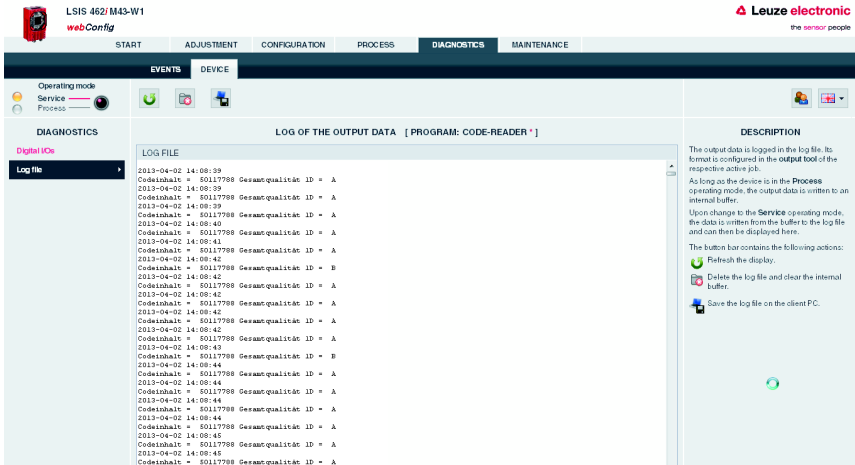 LSIS 462i M43-W1
webConfig
Leuze electronic
the sensor people
START ADJUSTMENT CONFIGURATION PROCESS DIAGNOSTICS MAINTENANCE
EVENTS DEVICE
Operating mode
Service
Process
DIAGNOSTICS
Digital I/Os
Log file
LOG OF THE OUTPUT DATA [ PROGRAM: CODE-READER * ]
LOG FILE
2013-04-02 14:08:39
Codeinhalt = 50117788 Gesamtqualität 1D = A
2013-04-02 14:08:39
Codeinhalt = 50117788 Gesamtqualität 1D = A
2013-04-02 14:08:39
Codeinhalt = 50117788 Gesamtqualität 1D = A
2013-04-02 14:08:40
Codeinhalt = 50117788 Gesamtqualität 1D = A
2013-04-02 14:08:41
Codeinhalt = 50117788 Gesamtqualität 1D = A
2013-04-02 14:08:42
Codeinhalt = 50117788 Gesamtqualität 1D = B
2013-04-02 14:08:42
Codeinhalt = 50117788 Gesamtqualität 1D = A
2013-04-02 14:08:42
Codeinhalt = 50117788 Gesamtqualität 1D = A
2013-04-02 14:08:42
Codeinhalt = 50117788 Gesamtqualität 1D = A
2013-04-02 14:08:42
Codeinhalt = 50117788 Gesamtqualität 1D = A
2013-04-02 14:08:43
Codeinhalt = 50117788 Gesamtqualität 1D = B
2013-04-02 14:08:44
Codeinhalt = 50117788 Gesamtqualität 1D = A
2013-04-02 14:08:44
Codeinhalt = 50117788 Gesamtqualität 1D = A
2013-04-02 14:08:44
Codeinhalt = 50117788 Gesamtqualität 1D = A
2013-04-02 14:08:44
Codeinhalt = 50117788 Gesamtqualität 1D = A
2013-04-02 14:08:45
Codeinhalt = 50117788 Gesamtqualität 1D = A
2013-04-02 14:08:45
Codeinhalt = 50117788 Gesamtqualität 1D = A
DESCRIPTION
The output data is logged in the log file. Its
format is configured in the output tool of the
respective active job.
As long as the device is in the Process
operating mode, the output data is written to an
internal buffer.
Upon change to the Service operating mode,
the data is written from the buffer to the log file
and can then be displayed here.
The button bar contains the following actions:
Refresh the display.
Delete the log file and clear the internal
buffer.
Save the log file on the client PC.